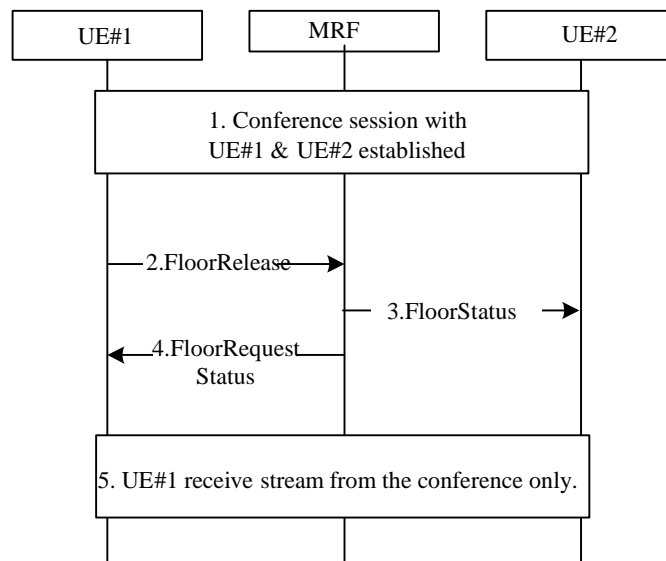 UE#1
MRF
UE#2
1. Conference session with
UE#1 & UE#2 established
2.FloorRelease
3.FloorStatus
4.FloorRequest
Status
5. UE#1 receive stream from the conference only.